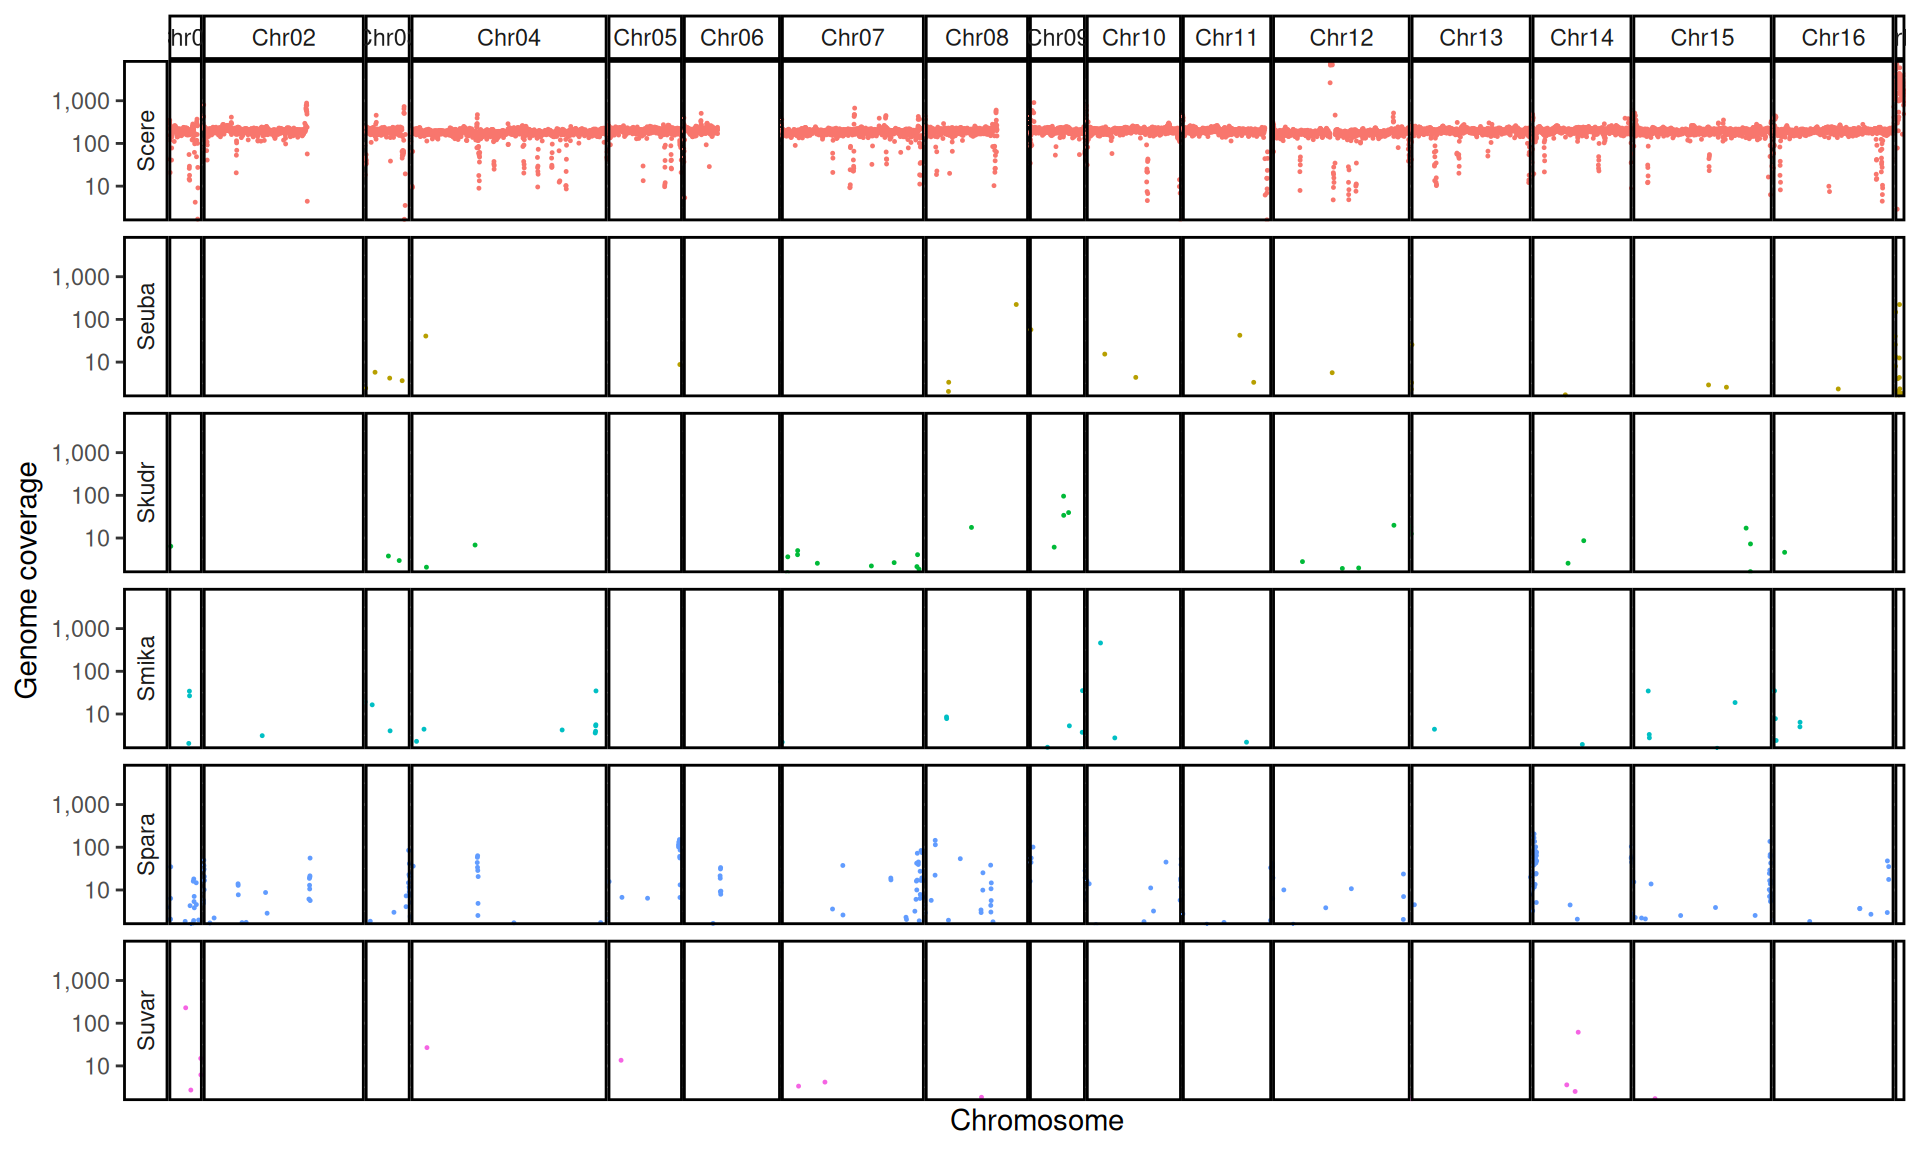 hr0 Chr02 Chr0 Chr04 Chr05 Chr06 Chr07 Chr08 Chr09 Chr10 Chr11 Chr12 Chr13 Chr14 Chr15 Chr16
Scere
1,000
100
10
Seuba
1,000
100
10
Skudr
1,000
100
10
Smika
1,000
100
10
Spara
1,000
100
10
Suvar
1,000
100
10
Genome coverage
Chromosome